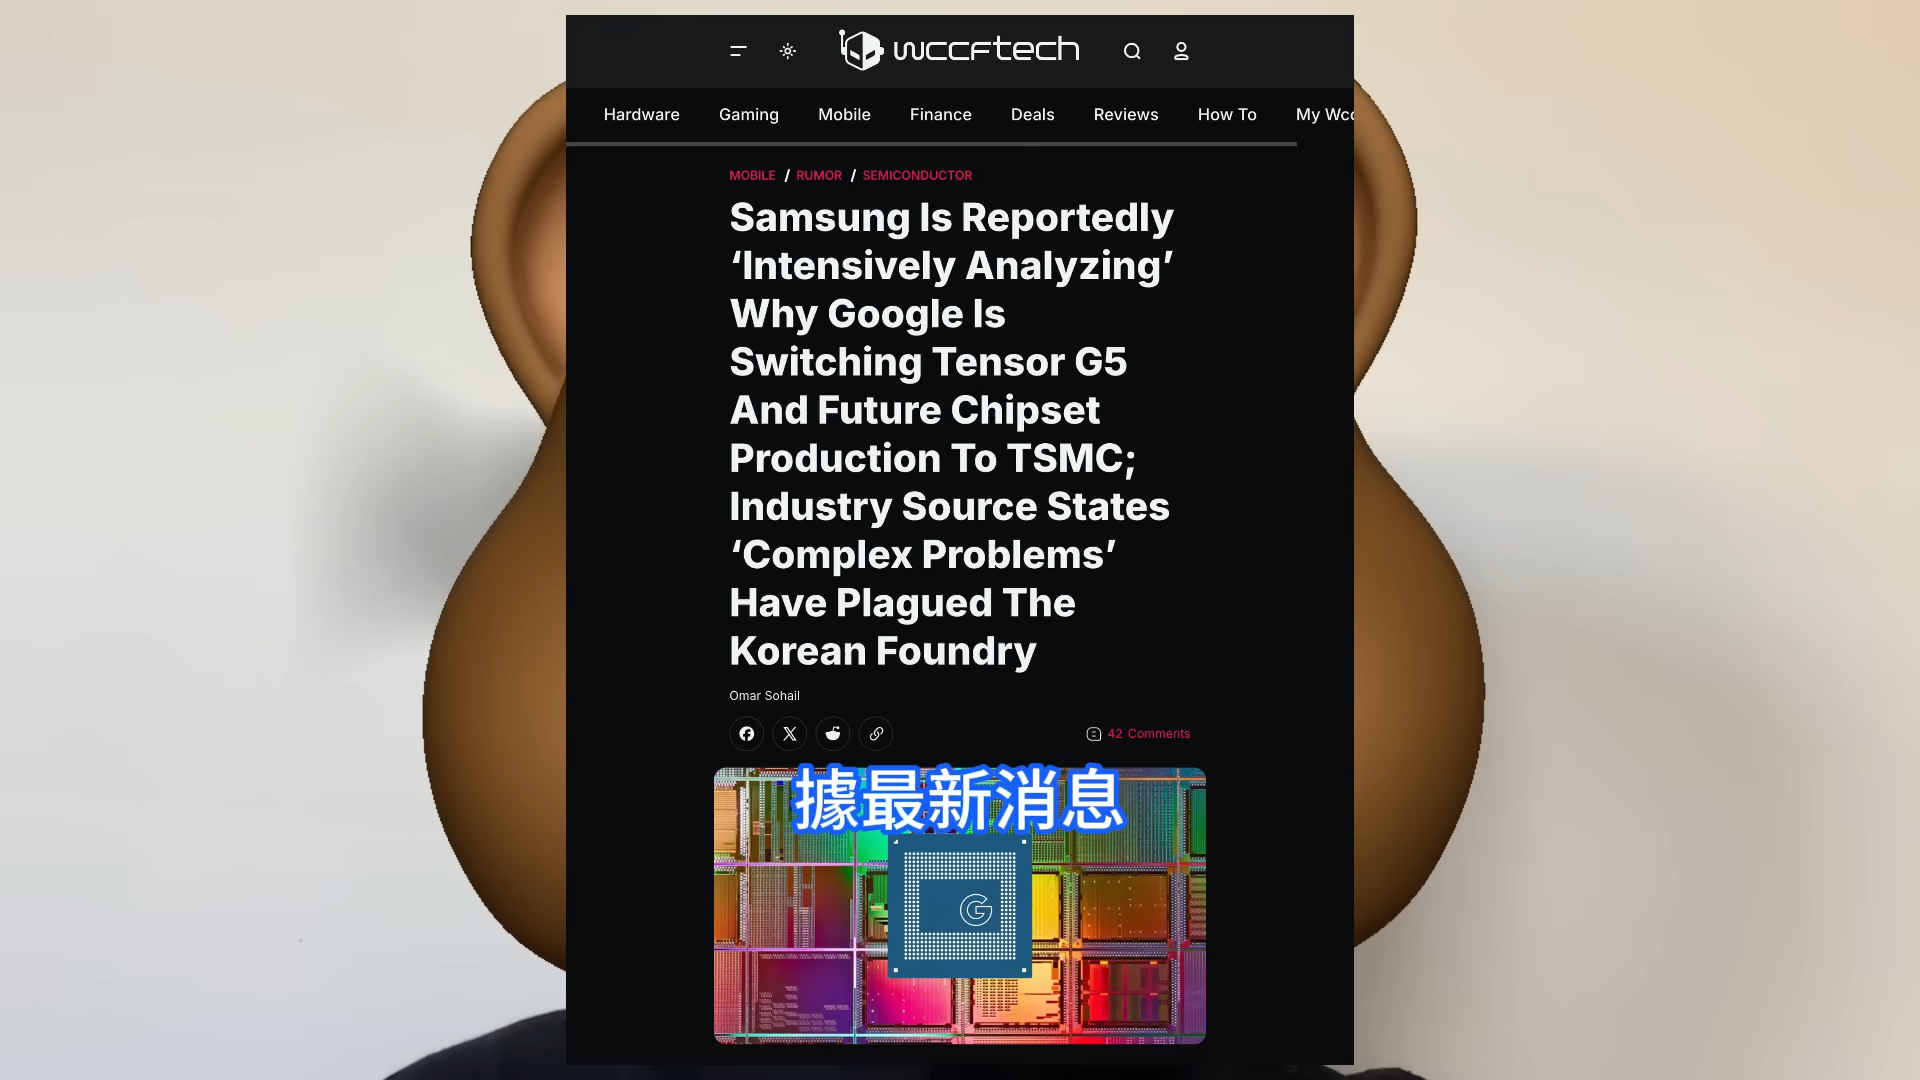 wccftech
Hardware Gaming Mobile Finance Deals Reviews How To My Wcc
MOBILE / RUMOR / SEMICONDUCTOR
Samsung Is Reportedly
‘Intensively Analyzing’
Why Google Is
Switching Tensor G5
And Future Chipset
Production To TSMC;
Industry Source States
‘Complex Problems’
Have Plagued The
Korean Foundry
Omar Sohail
42 Comments
據最新消息
G